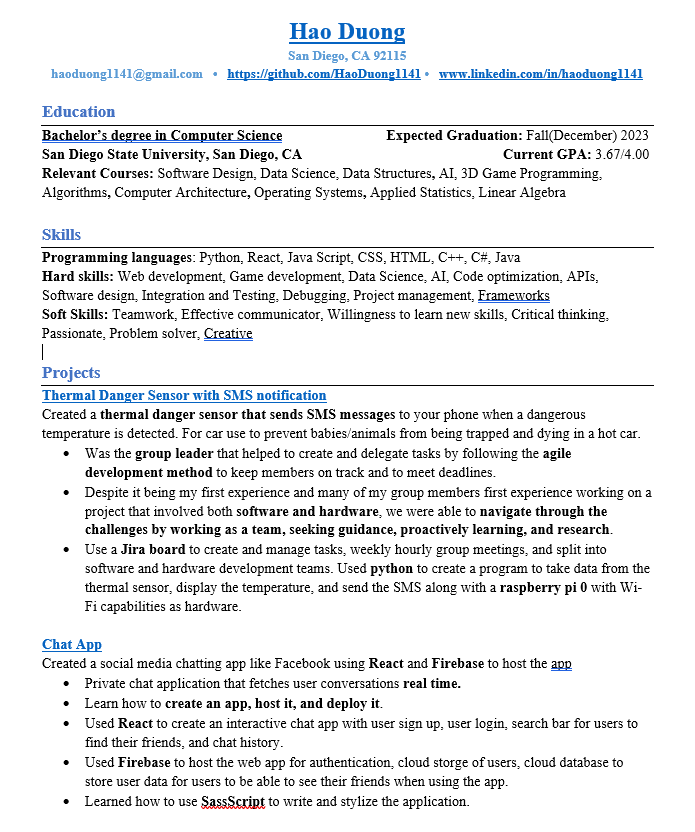 Hao Duong
San Diego, CA 92115
haoduong1141@gmail.com • https://github.com/HaoDuong1141 • www.linkedin.com/in/haoduong1141
Education
Bachelor's degree in Computer Science Expected Graduation: Fall(December) 2023
San Diego State University, San Diego, CA Current GPA: 3.67/4.00
Relevant Courses: Software Design, Data Science, Data Structures, AI, 3D Game Programming,
Algorithms, Computer Architecture, Operating Systems, Applied Statistics, Linear Algebra
Skills
Programming languages: Python, React, Java Script, CSS, HTML, C++, C#, Java
Hard skills: Web development, Game development, Data Science, AI, Code optimization, APIs,
Software design, Integration and Testing, Debugging, Project management, Frameworks
Soft Skills: Teamwork, Effective communicator, Willingness to learn new skills, Critical thinking,
Passionate, Problem solver, Creative
Projects
Thermal Danger Sensor with SMS notification
Created a thermal danger sensor that sends SMS messages to your phone when a dangerous
temperature is detected. For car use to prevent babies/animals from being trapped and dying in a hot car.
• Was the group leader that helped to create and delegate tasks by following the agile
development method to keep members on track and to meet deadlines.
• Despite it being my first experience and many of my group members first experience working on a
project that involved both software and hardware, we were able to navigate through the
challenges by working as a team, seeking guidance, proactively learning, and research.
• Use a Jira board to create and manage tasks, weekly hourly group meetings, and split into
software and hardware development teams. Used python to create a program to take data from the
thermal sensor, display the temperature, and send the SMS along with a raspberry pi 0 with Wi-
Fi capabilities as hardware.
Chat App
Created a social media chatting app like Facebook using React and Firebase to host the app
• Private chat application that fetches user conversations real time.
• Learn how to create an app, host it, and deploy it.
• Used React to create an interactive chat app with user sign up, user login, search bar for users to
find their friends, and chat history.
• Used Firebase to host the web app for authentication, cloud storge of users, cloud database to
store user data for users to be able to see their friends when using the app.
• Learned how to use SassScript to write and stylize the application.